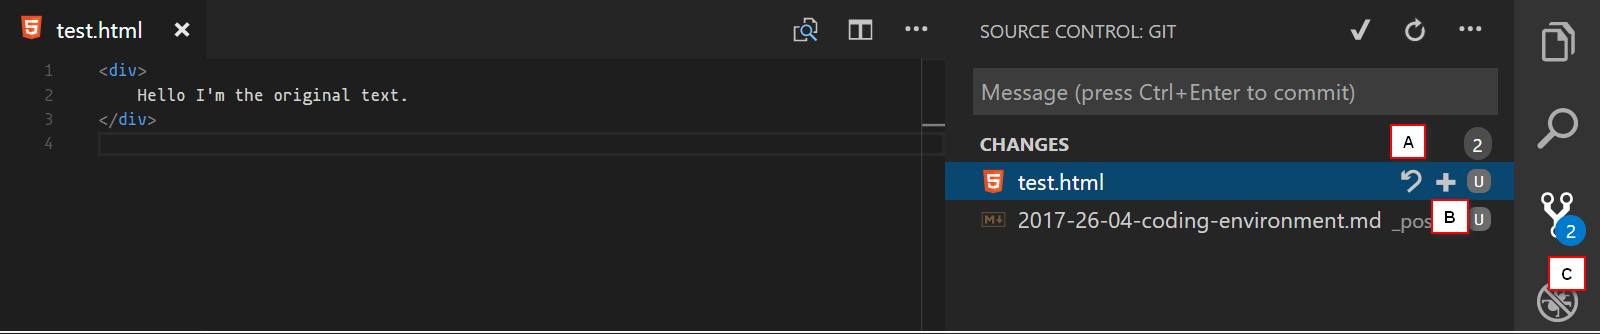 test.html
1 <div>
2 Hello I'm the original text.
3 </div>
4
SOURCE CONTROL: GIT
Message (press Ctrl+Enter to commit)
CHANGES A 2
test.html U
2017-26-04-coding-environment.md _pos B U
2
C